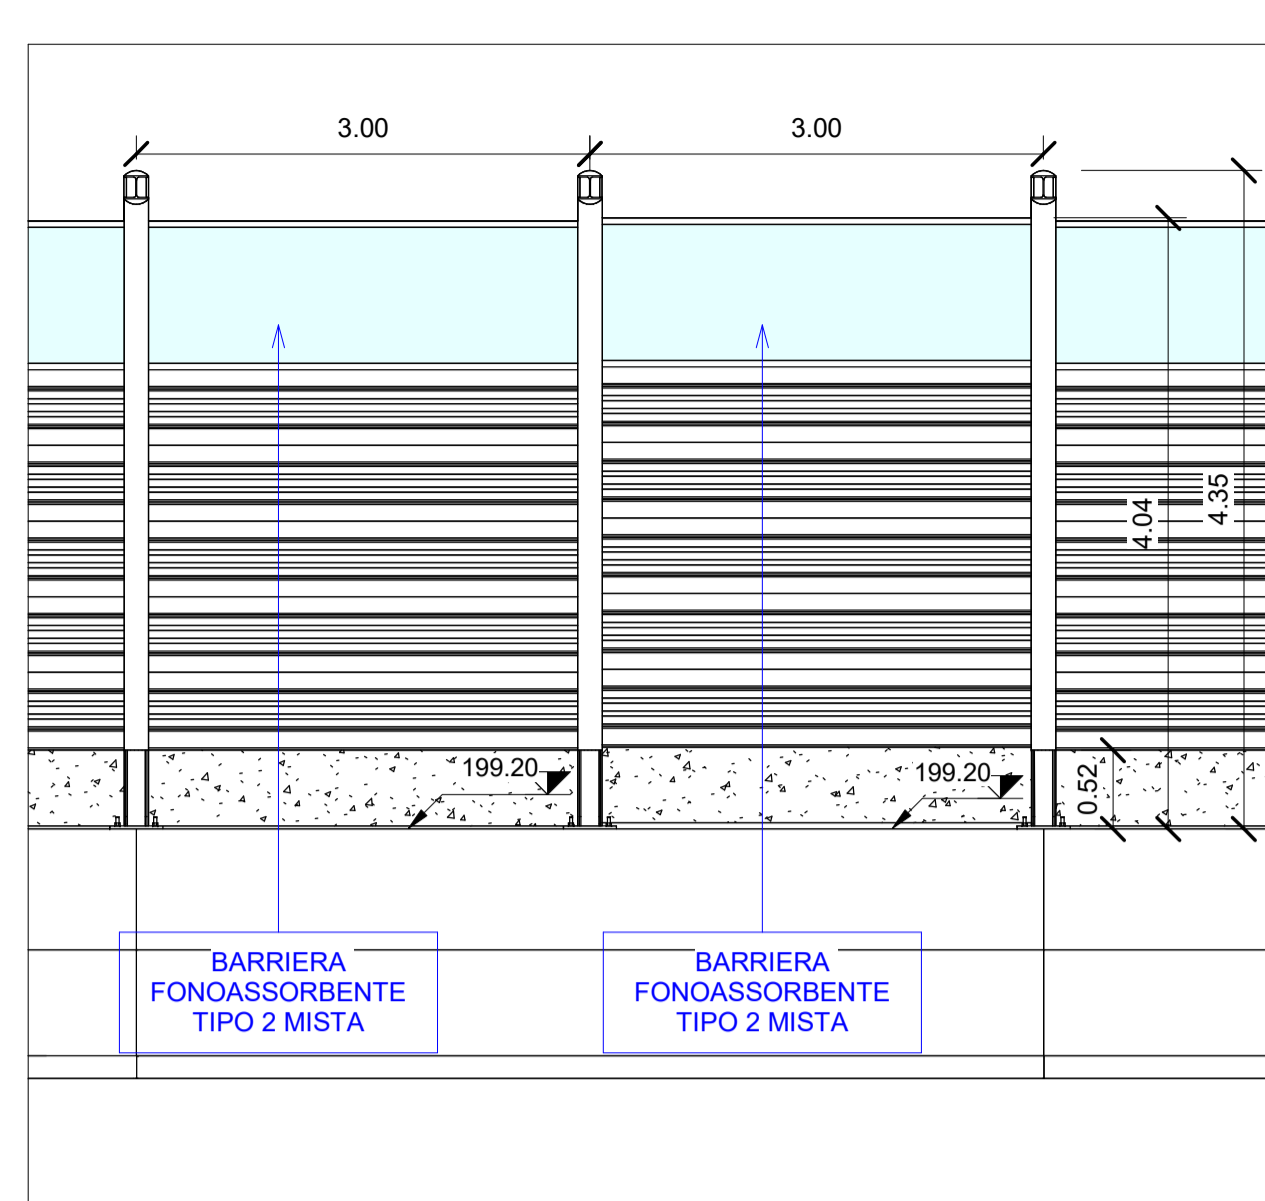 3.00
3.00
4.04
4.35
199.20
199.20
0.52
BARRIERA
FONOASSORBENTE
TIPO 2 MISTA
BARRIERA
FONOASSORBENTE
TIPO 2 MISTA